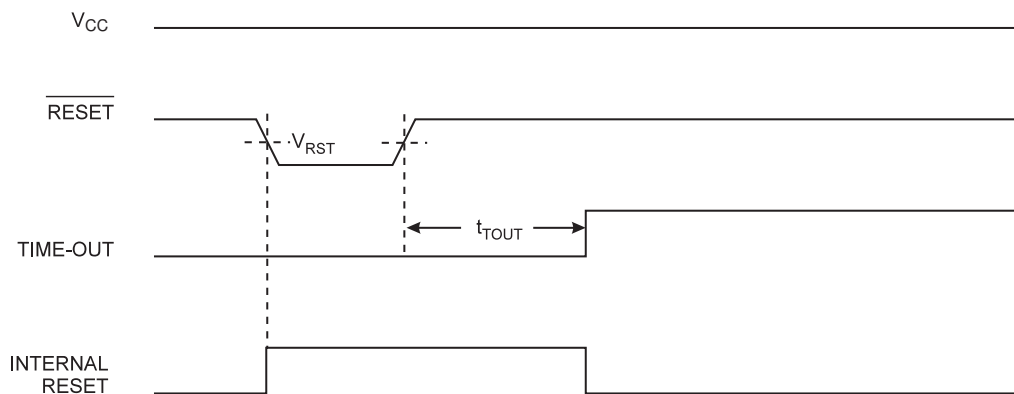 VCC
RESET
VRST
tTOUT
TIME-OUT
INTERNAL
RESET